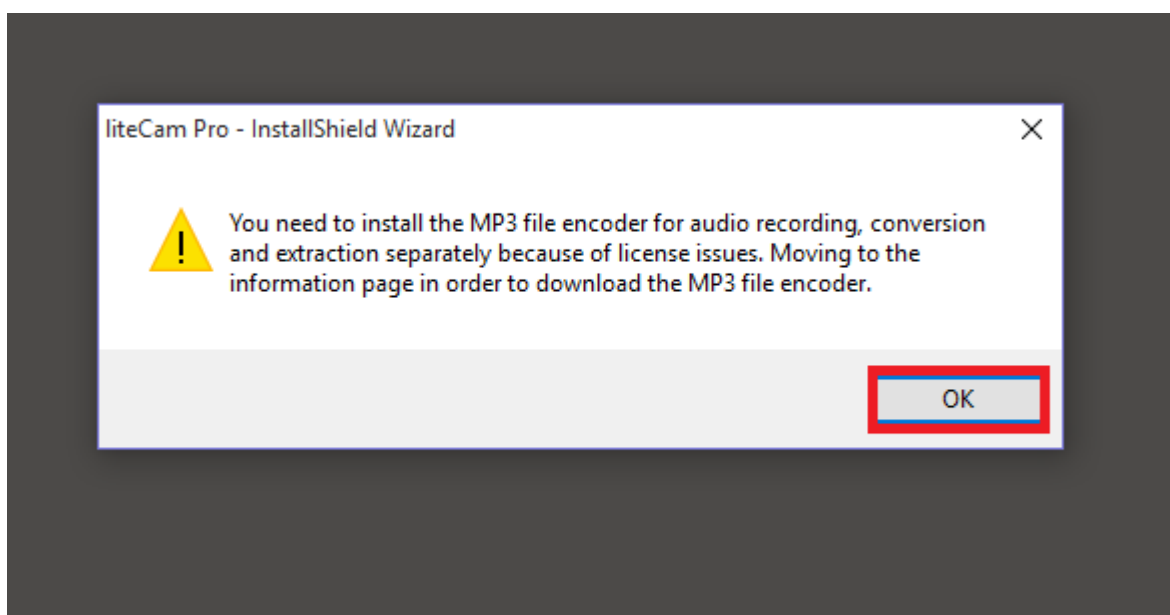 liteCam Pro - InstallShield Wizard
You need to install the MP3 file encoder for audio recording, conversion
and extraction separately because of license issues. Moving to the
information page in order to download the MP3 file encoder.
OK